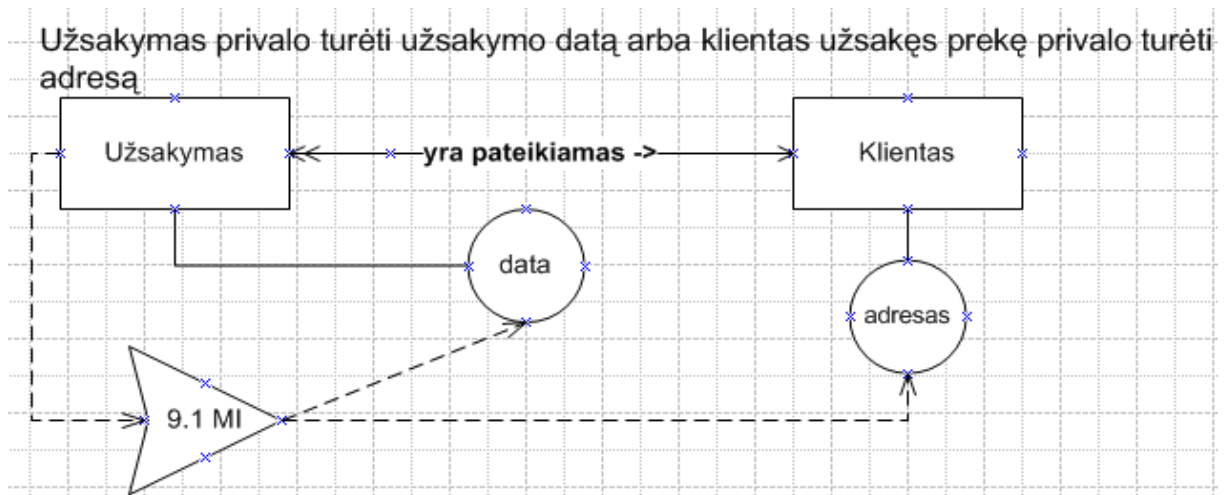 Užsakymas privalo turėti užsakymo datą arba klientas užsakęs prekę privalo turėti
adresą
Užsakymas
yra pateikiamas ->
Klientas
data
adresas
9.1 MI